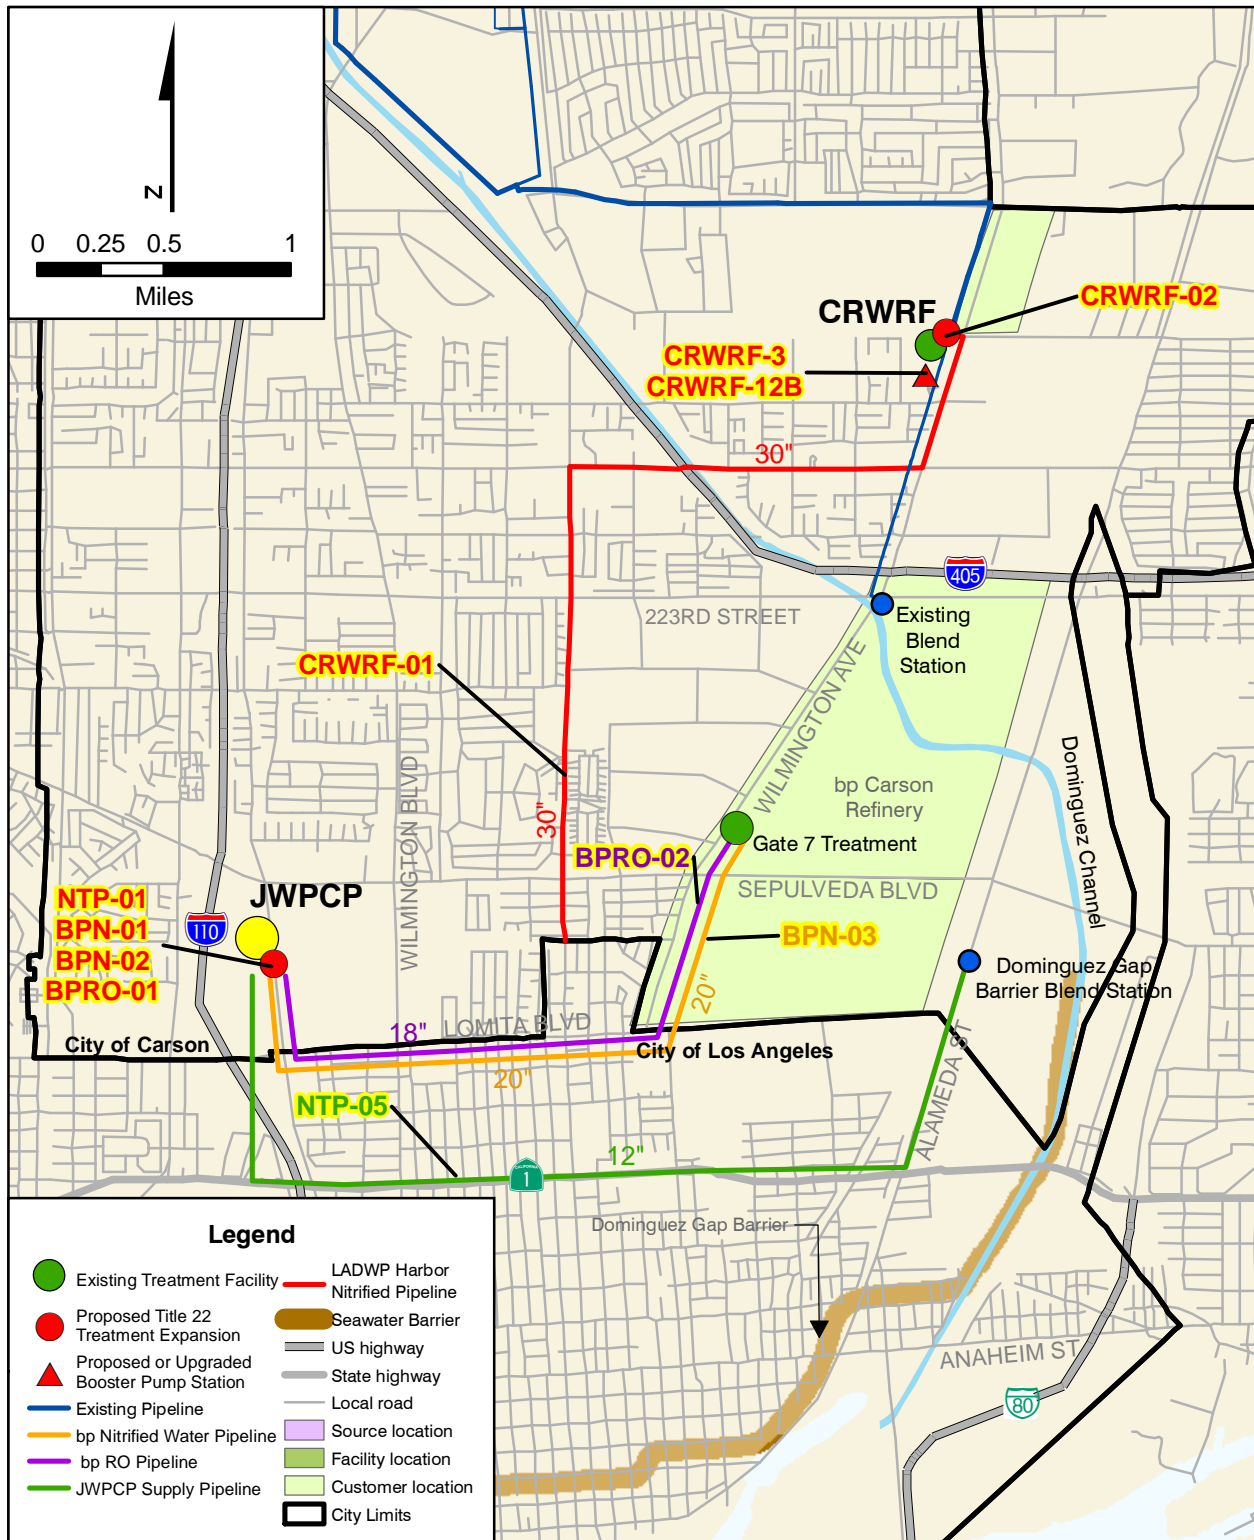 N
0 0.25 0.5 1
Miles
CRWRF
CRWRF-02
CRWRF-3
CRWRF-12B
30"
405
223RD STREET
Existing
Blend
Station
CRWRF-01
WILMINGTON AVE
WILMINGTON BLVD
bp Carson
Refinery
Dominguez Channel
30"
Gate 7 Treatment
BPRO-02
SEPULVEDA BLVD
JWPCP
NTP-01
BPN-01
BPN-02
BPRO-01
110
BPN-03
Dominguez Gap
Barrier Blend Station
20"
18"
LOMITA BLVD
City of Carson
City of Los Angeles
20"
ALAMEDA ST
NTP-05
12"
CALIFORNIA
1
Dominguez Gap Barrier
ANAHEIM ST
80
Legend
Existing Treatment Facility
Proposed Title 22
Treatment Expansion
Proposed or Upgraded
Booster Pump Station
Existing Pipeline
bp Nitrified Water Pipeline
bp RO Pipeline
JWPCP Supply Pipeline
LADWP Harbor
Nitrified Pipeline
Seawater Barrier
US highway
State highway
Local road
Source location
Facility location
Customer location
City Limits